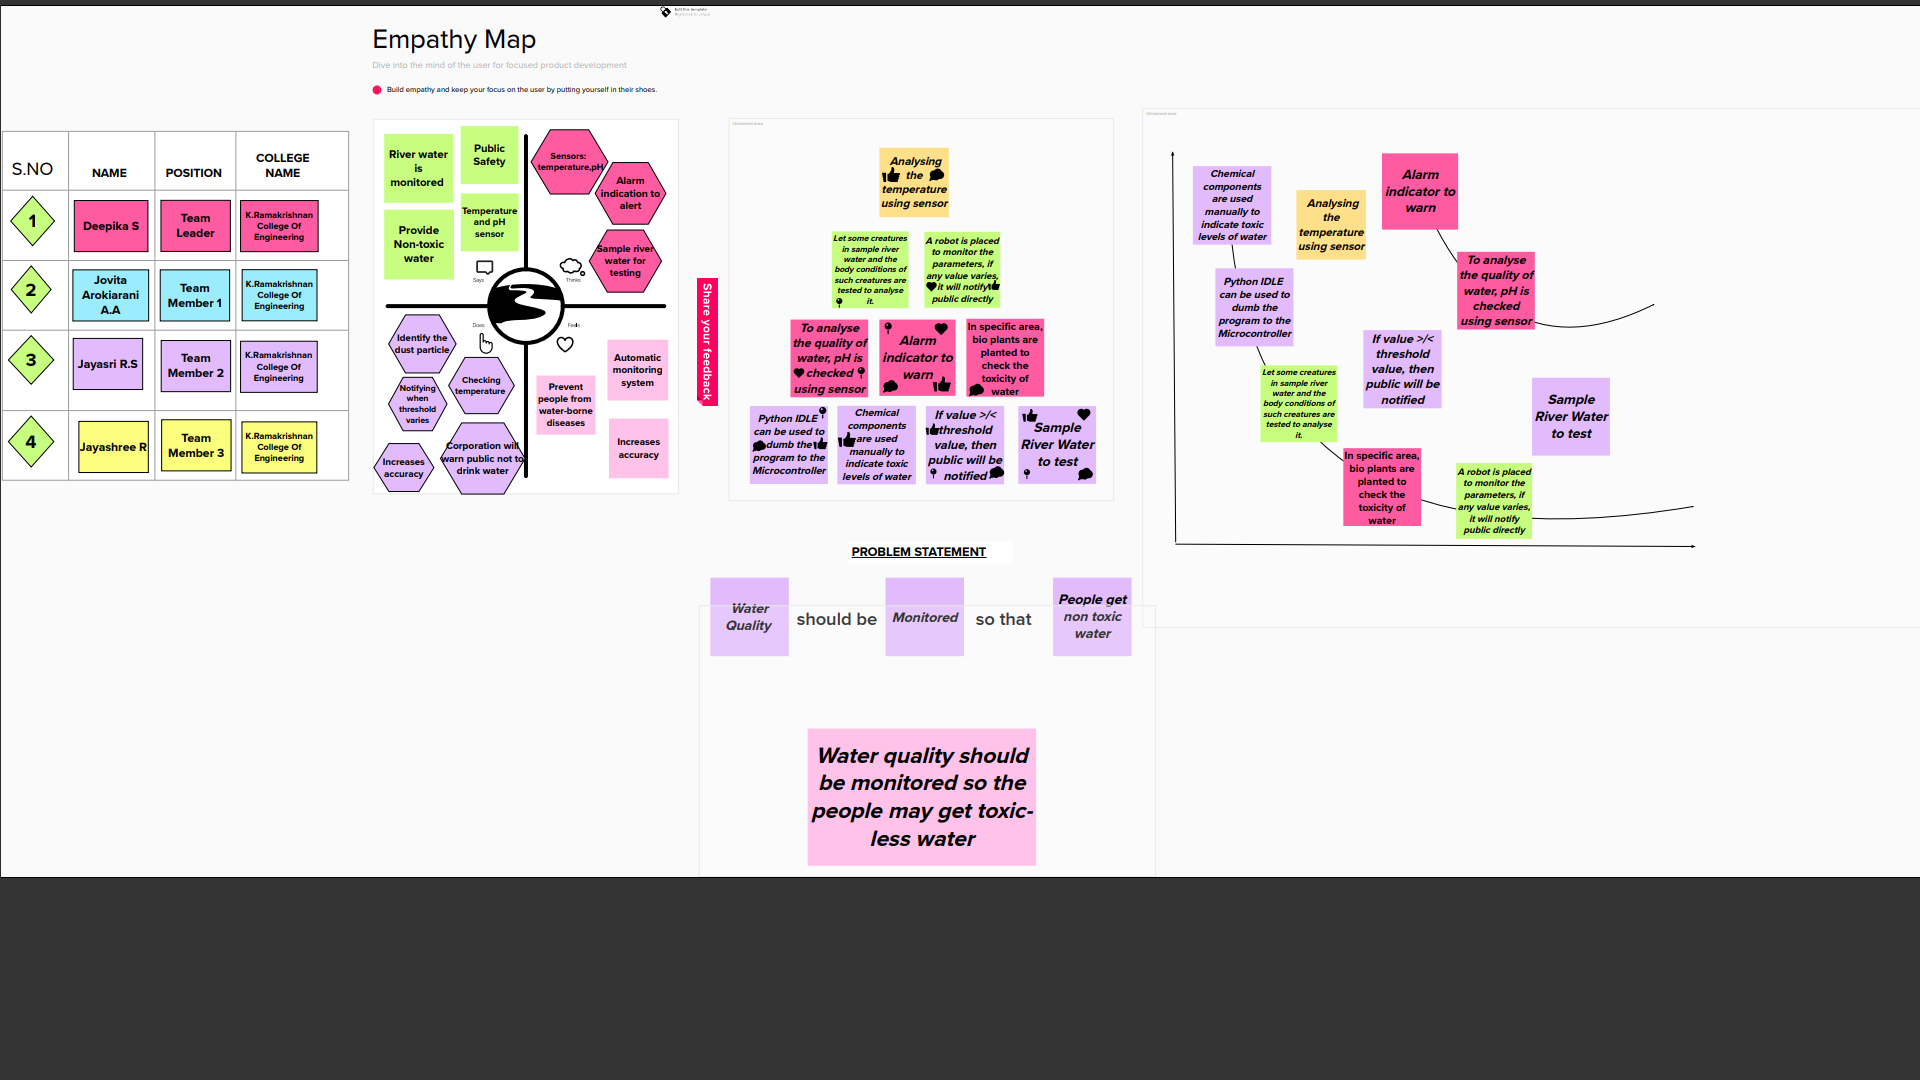 Edit this template
Right-click to unlock
Empathy Map
Dive into the mind of the user for focused product development
Build empathy and keep your focus on the user by putting yourself in their shoes.
S.NO
NAME
POSITION
COLLEGE
NAME
1
Deepika S
Team
Leader
K.Ramakrishnan
College Of
Engineering
2
Jovita
Arokiarani
A.A
Team
Member 1
K.Ramakrishnan
College Of
Engineering
3
Jayasri R.S
Team
Member 2
K.Ramakrishnan
College Of
Engineering
4
Jayashree R
Team
Member 3
K.Ramakrishnan
College Of
Engineering
River water
is
monitored
Public
Safety
Provide
Non-toxic
water
Temperature
and pH
sensor
Says
Sensors:
temperature,pH
Alarm
indication to
alert
Sample river
water for
testing
Thinks
Does
Identify the
dust particle
Notifying
when
threshold
varies
Checking
temperature
Increases
accuracy
Corporation will
warn public not to
drink water
Feels
Automatic
monitoring
system
Prevent
people from
water-borne
diseases
Increases
accuracy
Share your feedback
Analysing
the
temperature
using sensor
Let some creatures
in sample river
water and the
body conditions of
such creatures are
tested to analyse
it.
A robot is placed
to monitor the
parameters, if
any value varies,
it will notify
public directly
To analyse
the quality of
water, pH is
checked
using sensor
Alarm
indicator to
warn
In specific area,
bio plants are
planted to
check the
toxicity of
water
Python IDLE
can be used to
dumb the
program to the
Microcontroller
Chemical
components
are used
manually to
indicate toxic
levels of water
If value >/<
threshold
value, then
public will be
notified
Sample
River Water
to test
Chemical
components
are used
manually to
indicate toxic
levels of water
Analysing
the
temperature
using sensor
Alarm
indicator to
warn
To analyse
the quality of
water, pH is
checked
using sensor
Python IDLE
can be used to
dumb the
program to the
Microcontroller
If value >/<
threshold
value, then
public will be
notified
Let some creatures
in sample river
water and the
body conditions of
such creatures are
tested to analyse
it.
Sample
River Water
to test
In specific area,
bio plants are
planted to
check the
toxicity of
water
A robot is placed
to monitor the
parameters, if
any value varies,
it will notify
public directly
PROBLEM STATEMENT
Water
Quality
should be
Monitored
so that
People get
non toxic
water
Water quality should
be monitored so the
people may get toxic-
less water